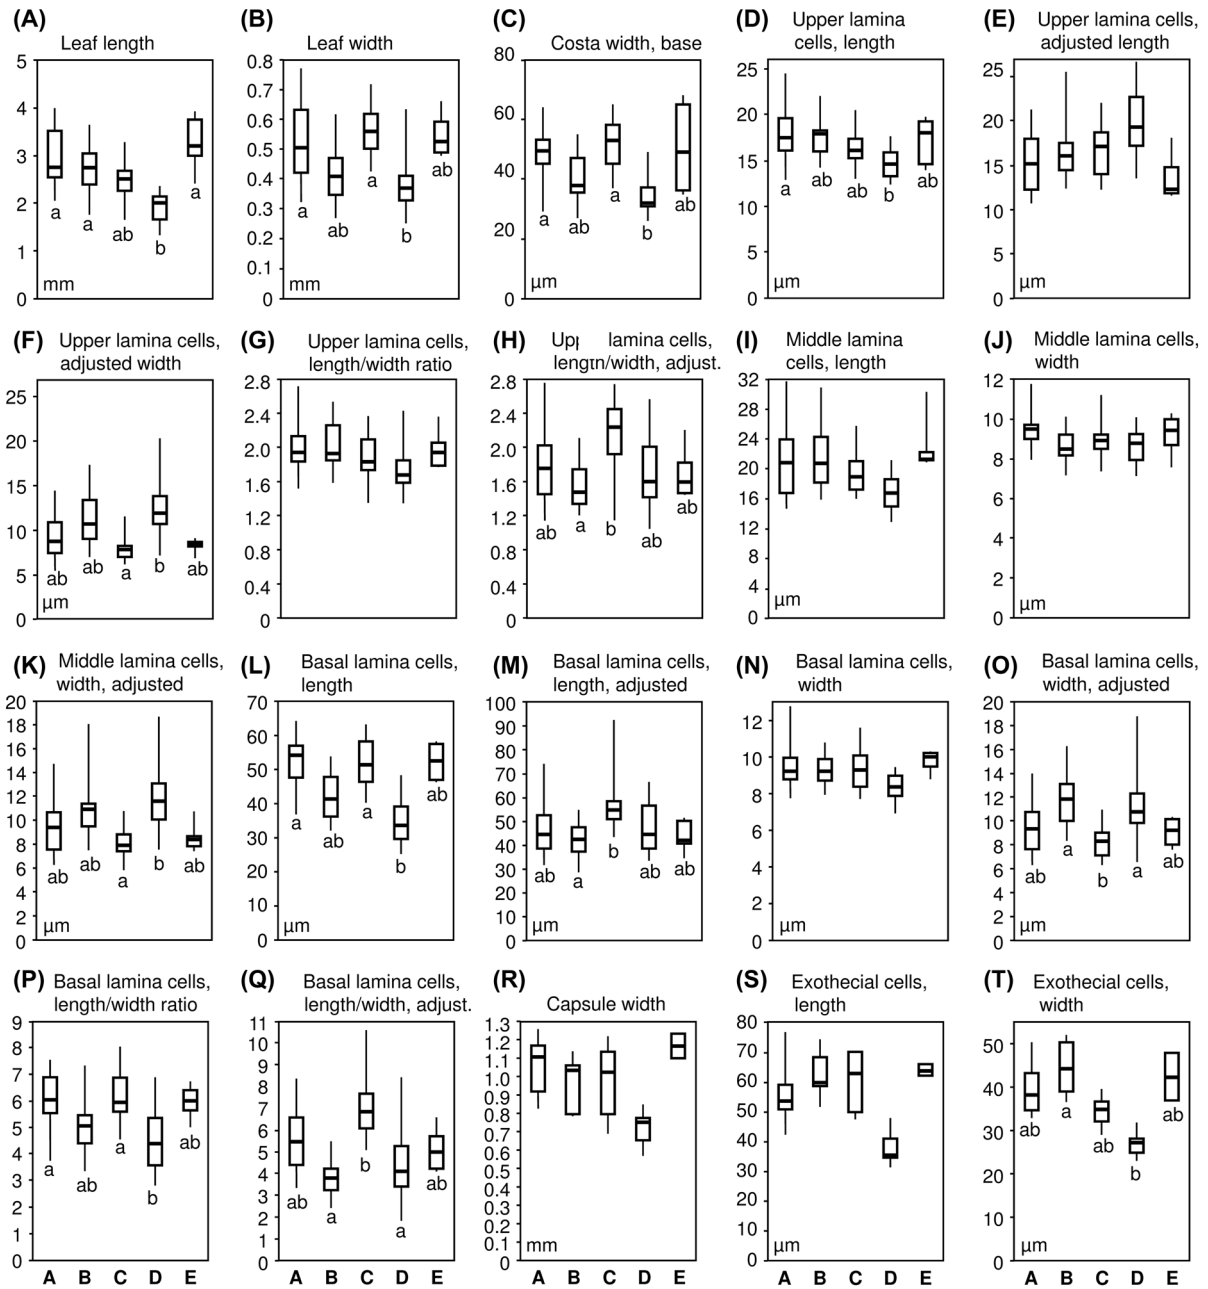 (A)
Leaf length
5
4
3
2
1
0
a
a
ab
b
a
mm
(B)
Leaf width
0.8
0.7
0.6
0.5
0.4
0.3
0.2
0.1
0
a
ab
a
b
ab
mm
(C)
Costa width, base
80
60
40
20
0
a
ab
a
b
ab
µm
(D)
Upper lamina
cells, length
25
20
15
10
5
0
a
ab
ab
b
ab
µm
(E)
Upper lamina cells,
adjusted length
25
20
15
10
5
0
µm
(F)
Upper lamina cells,
adjusted width
25
20
15
10
5
0
ab
ab
a
b
ab
µm
(G)
Upper lamina cells,
length/width ratio
2.8
2.4
2.0
1.6
1.2
0.8
0.4
0
(H)
Upp lamina cells,
length/width, adjust.
2.8
2.4
2.0
1.6
1.2
0.8
0.4
0
ab
a
b
ab
ab
(I)
Middle lamina
cells, length
32
28
24
20
16
12
8
4
0
µm
(J)
Middle lamina cells,
width
12
10
8
6
4
2
0
µm
(K)
Middle lamina cells,
width, adjusted
20
18
16
14
12
10
8
6
4
2
0
ab
ab
a
b
ab
µm
(L)
Basal lamina cells,
length
70
60
50
40
30
20
10
0
a
ab
a
b
ab
(M)
Basal lamina cells,
length, adjusted
100
90
80
70
60
50
40
30
20
10
0
ab
a
b
ab
ab
µm
(N)
Basal lamina cells,
width
12
10
8
6
4
2
0
µm
(O)
Basal lamina cells,
width, adjusted
20
18
16
14
12
10
8
6
4
2
0
ab
a
b
a
ab
µm
(P)
Basal lamina cells,
length/width ratio
9
8
7
6
5
4
3
2
1
0
a
ab
a
b
ab
A B C D E
(Q)
Basal lamina cells,
length/width, adjust.
11
10
9
8
7
6
5
4
3
2
1
0
ab
a
b
a
ab
A B C D E
(R)
Capsule width
1.3
1.2
1.1
1.0
0.9
0.8
0.7
0.6
0.5
0.4
0.3
0.2
0.1
0
mm
A B C D E
(S)
Exothecial cells,
length
80
70
60
50
40
30
20
10
0
µm
A B C D E
(T)
Exothecial cells,
width
50
40
30
20
10
0
ab
a
ab
b
ab
µm
A B C D E